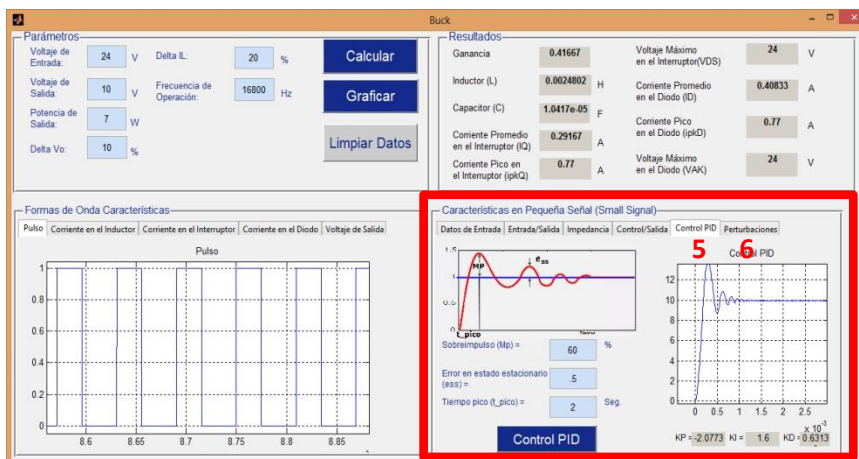 Buck
Parámetros
Voltaje de Entrada: 24 V
Delta IL: 20 %
Calcular
Voltaje de Salida: 10 V
Frecuencia de Operación: 16800 Hz
Graficar
Potencia de Salida: 7 W
Delta Vo: 10 %
Limpiar Datos
Resultados
Ganancia 0.41667
Voltaje Máximo en el Interruptor(VDS) 24 V
Inductor (L) 0.0024802 H
Corriente Promedio en el Diodo (ID) 0.40833 A
Capacitor (C) 1.0417e-05 F
Corriente Promedio en el Interruptor (IQ) 0.29167 A
Corriente Pico en el Diodo (ipkD) 0.77 A
Corriente Pico en el Interruptor (ipkQ) 0.77 A
Voltaje Máximo en el Diodo (VAK) 24 V
Formas de Onda Características
Pulso Corriente en el Inductor Corriente en el Interruptor Corriente en el Diodo Voltaje de Salida
Pulso
1
0.8
0.6
0.4
0.2
0
8.6 8.65 8.7 8.75 8.8 8.85
Características en Pequeña Señal (Small Signal)
Datos de Entrada Entrada/Salida Impedancia Control/Salida Control PID Perturbaciones
5 6
1.5
1
0.5
0
MP
e_ss
t_pico
Sobreimpulso (Mp) = 60 %
Error en estado estacionario (ess) = .5
Tiempo pico (t_pico) = 2 Seg.
Control PID
Control PID
12
10
8
6
4
2
0
0 0.5 1 1.5 2 2.5
x 10^-3
KP = -2.0773 KI = 1.6 KD = 0.6313